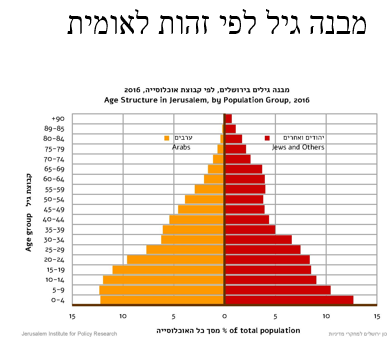 מבנה גיל לפי זהות לאומית
מבנה גילים בירושלים, לפי קבוצת אוכלוסייה, 2016
Age Structure in Jerusalem, by Population Group, 2016
קבוצת גיל Age group
+90
85–89
80–84
75–79
70–74
65–69
60–64
55–59
50–54
45–49
40–44
35–39
30–34
25–29
20–24
15–19
10–14
5–9
0–4
ערבים
Arabs
יהודים ואחרים
Jews and Others
15 10 5 0 5 10 15
% of total population מסך כל האוכלוסייה %
Jerusalem Institute for Policy Research
ירושלים למחקרי מדיניות